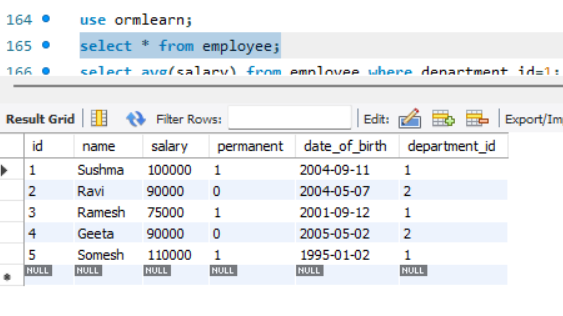 164 use ormlearn;
165 select * from employee;
166 select avg(salary) from employee where department_id=1;
Result Grid Filter Rows: Edit: Export/Im
id name salary permanent date_of_birth department_id
1 Sushma 100000 1 2004-09-11 1
2 Ravi 90000 0 2004-05-07 2
3 Ramesh 75000 1 2001-09-12 1
4 Geeta 90000 0 2005-05-02 2
5 Somesh 110000 1 1995-01-02 1
NULL NULL NULL NULL NULL NULL